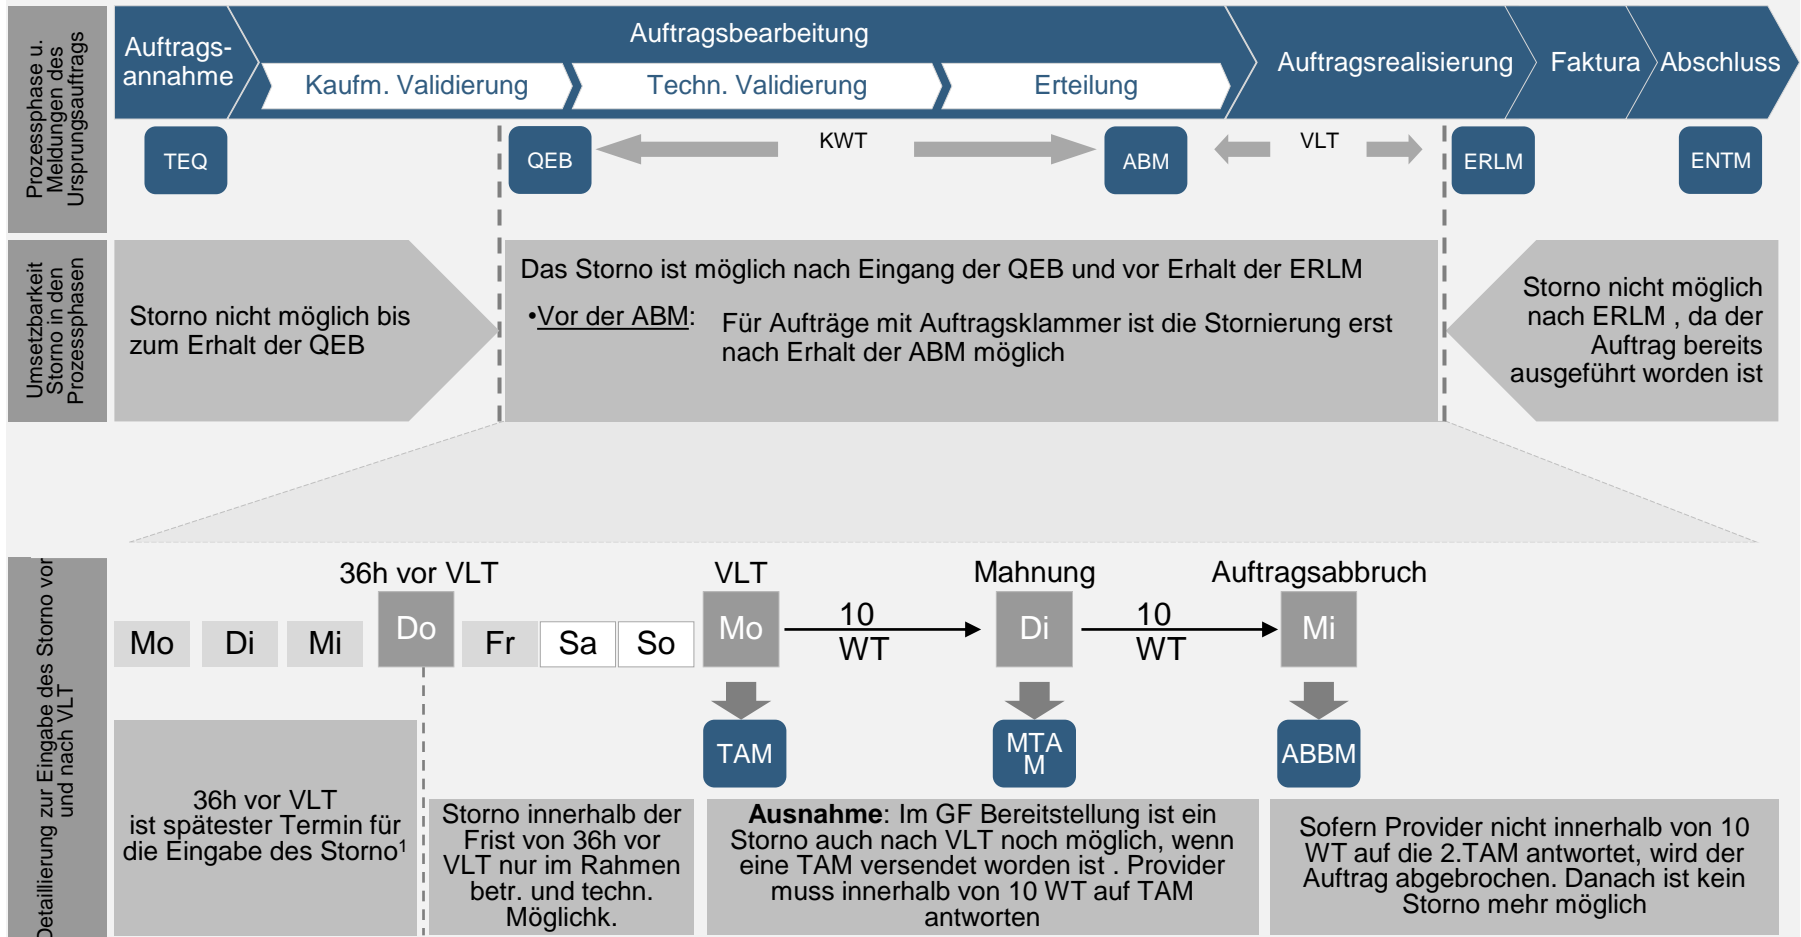 Prozessphase u.
Meldungen des
Ursprungsauftrags
Auftrags-
annahme
Auftragsbearbeitung
Kaufm. Validierung
Techn. Validierung
Erteilung
Auftragsrealisierung
Faktura
Abschluss
TEQ
QEB
KWT
ABM
VLT
ERLM
ENTM
Umsetzbarkeit
Storno in den
Prozessphasen
Storno nicht möglich bis
zum Erhalt der QEB
Das Storno ist möglich nach Eingang der QEB und vor Erhalt der ERLM
•Vor der ABM:
Für Aufträge mit Auftragsklammer ist die Stornierung erst
nach Erhalt der ABM möglich
Storno nicht möglich
nach ERLM , da der
Auftrag bereits
ausgeführt worden ist
Detaillierung zur Eingabe des Storno vor
und nach VLT
36h vor VLT
VLT
Mahnung
Auftragsabbruch
Mo
Di
Mi
Do
Fr
Sa
So
Mo
10
WT
Di
10
WT
Mi
TAM
MTA
M
ABBM
36h vor VLT
ist spätester Termin für
die Eingabe des Storno¹
Storno innerhalb der
Frist von 36h vor
VLT nur im Rahmen
betr. und techn.
Möglichk.
Ausnahme: Im GF Bereitstellung ist ein
Storno auch nach VLT noch möglich, wenn
eine TAM versendet worden ist . Provider
muss innerhalb von 10 WT auf TAM
antworten
Sofern Provider nicht innerhalb von 10
WT auf die 2.TAM antwortet, wird der
Auftrag abgebrochen. Danach ist kein
Storno mehr möglich